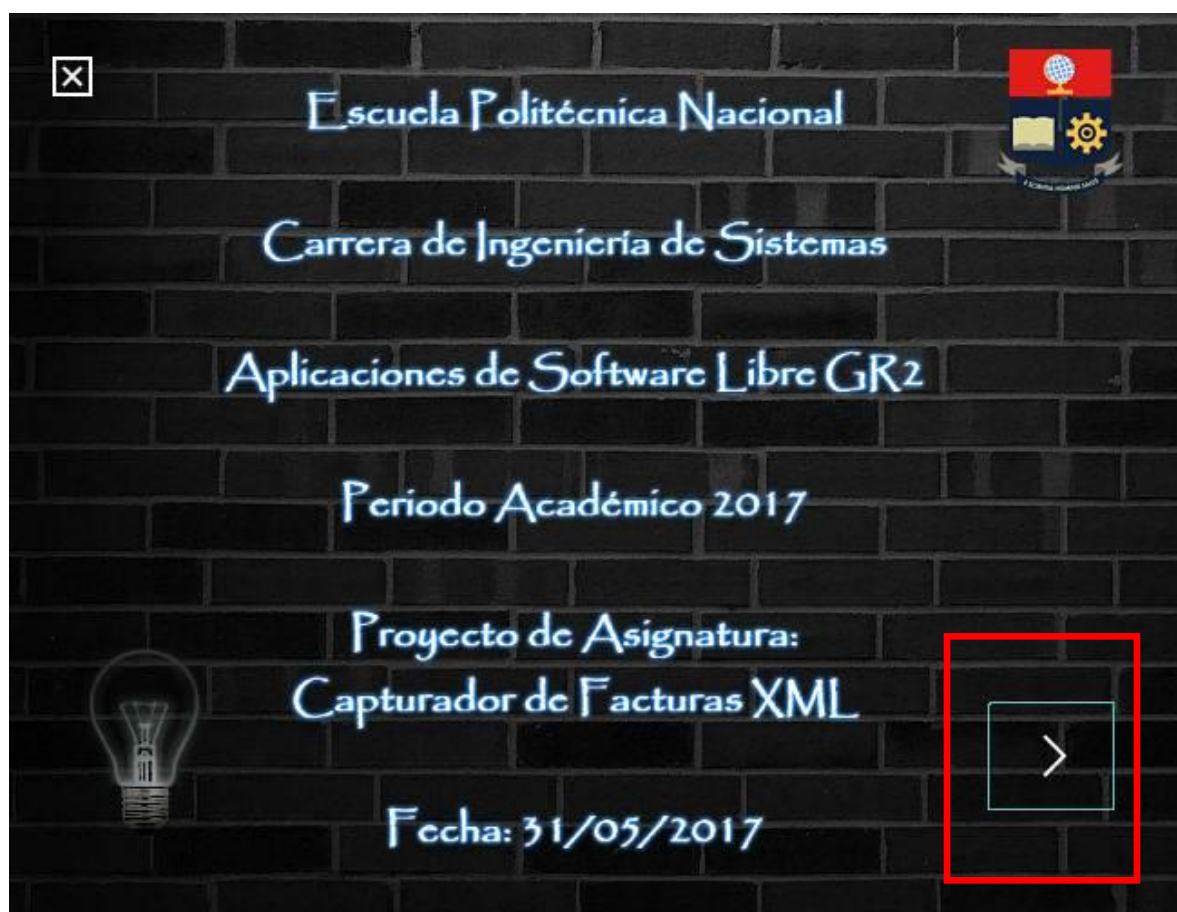 Escuela Politécnica Nacional
Carrera de Ingeniería de Sistemas
Aplicaciones de Software Libre GR2
Periodo Académico 2017
Proyecto de Asignatura:
Capturador de Facturas XML
Fecha: 31/05/2017